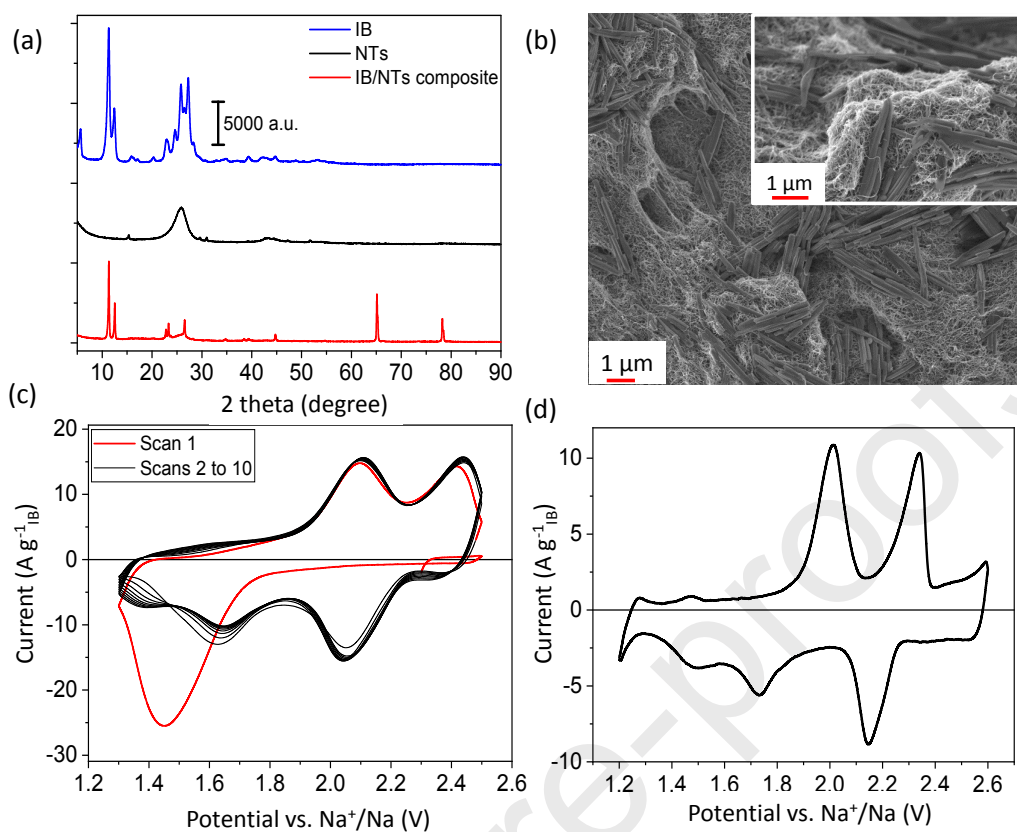 (a)
IB
NTs
IB/NTs composite
5000 a.u.
10 20 30 40 50 60 70 80 90
2 theta (degree)
(b)
1 µm
1 µm
(c)
Scan 1
Scans 2 to 10
Current (A g⁻¹IB)
20
10
0
-10
-20
-30
1.2 1.4 1.6 1.8 2.0 2.2 2.4 2.6
Potential vs. Na⁺/Na (V)
(d)
Current (A g⁻¹IB)
10
5
0
-5
-10
1.2 1.4 1.6 1.8 2.0 2.2 2.4 2.6
Potential vs. Na⁺/Na (V)
re-proof